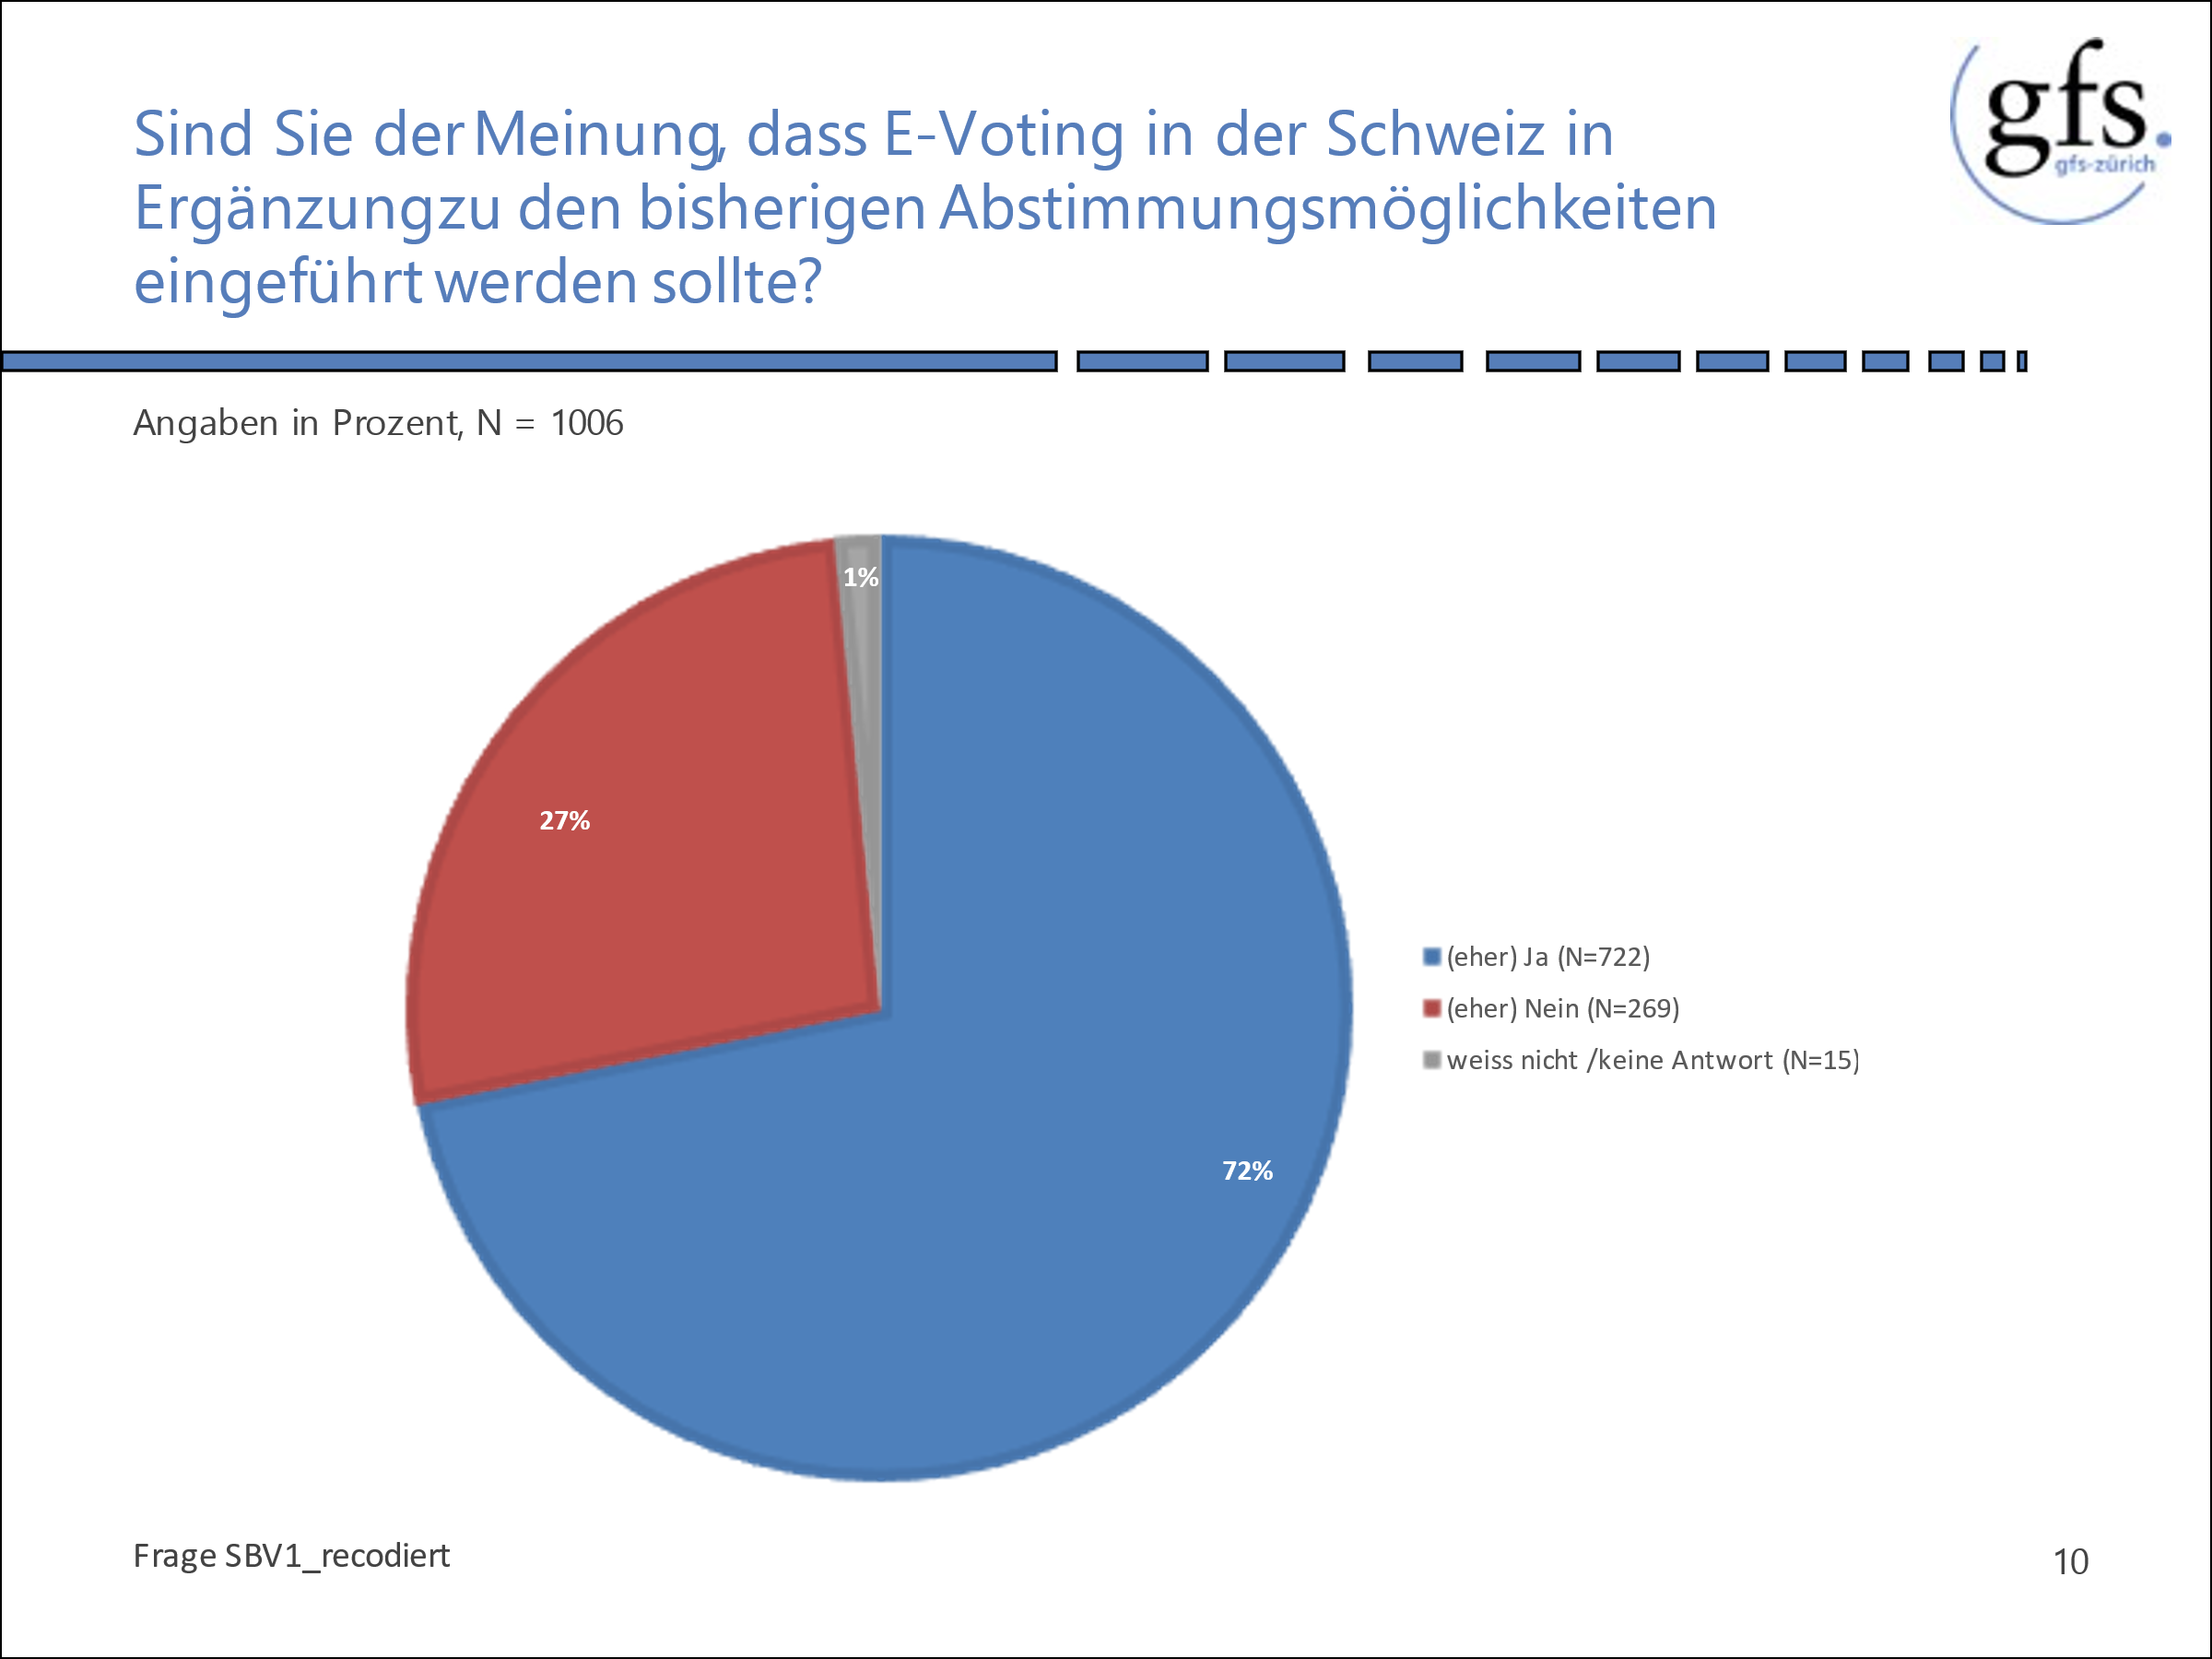 Sind Sie der Meinung, dass E-Voting in der Schweiz in
Ergänzungzu den bisherigen Abstimmungsmöglichkeiten
eingeführt werden sollte?
gfs.
gfs-zürich
Angaben in Prozent, N = 1006
1%
27%
72%
(eher) Ja (N=722)
(eher) Nein (N=269)
weiss nicht /keine Antwort (N=15)
Frage SBV1_recodiert
10